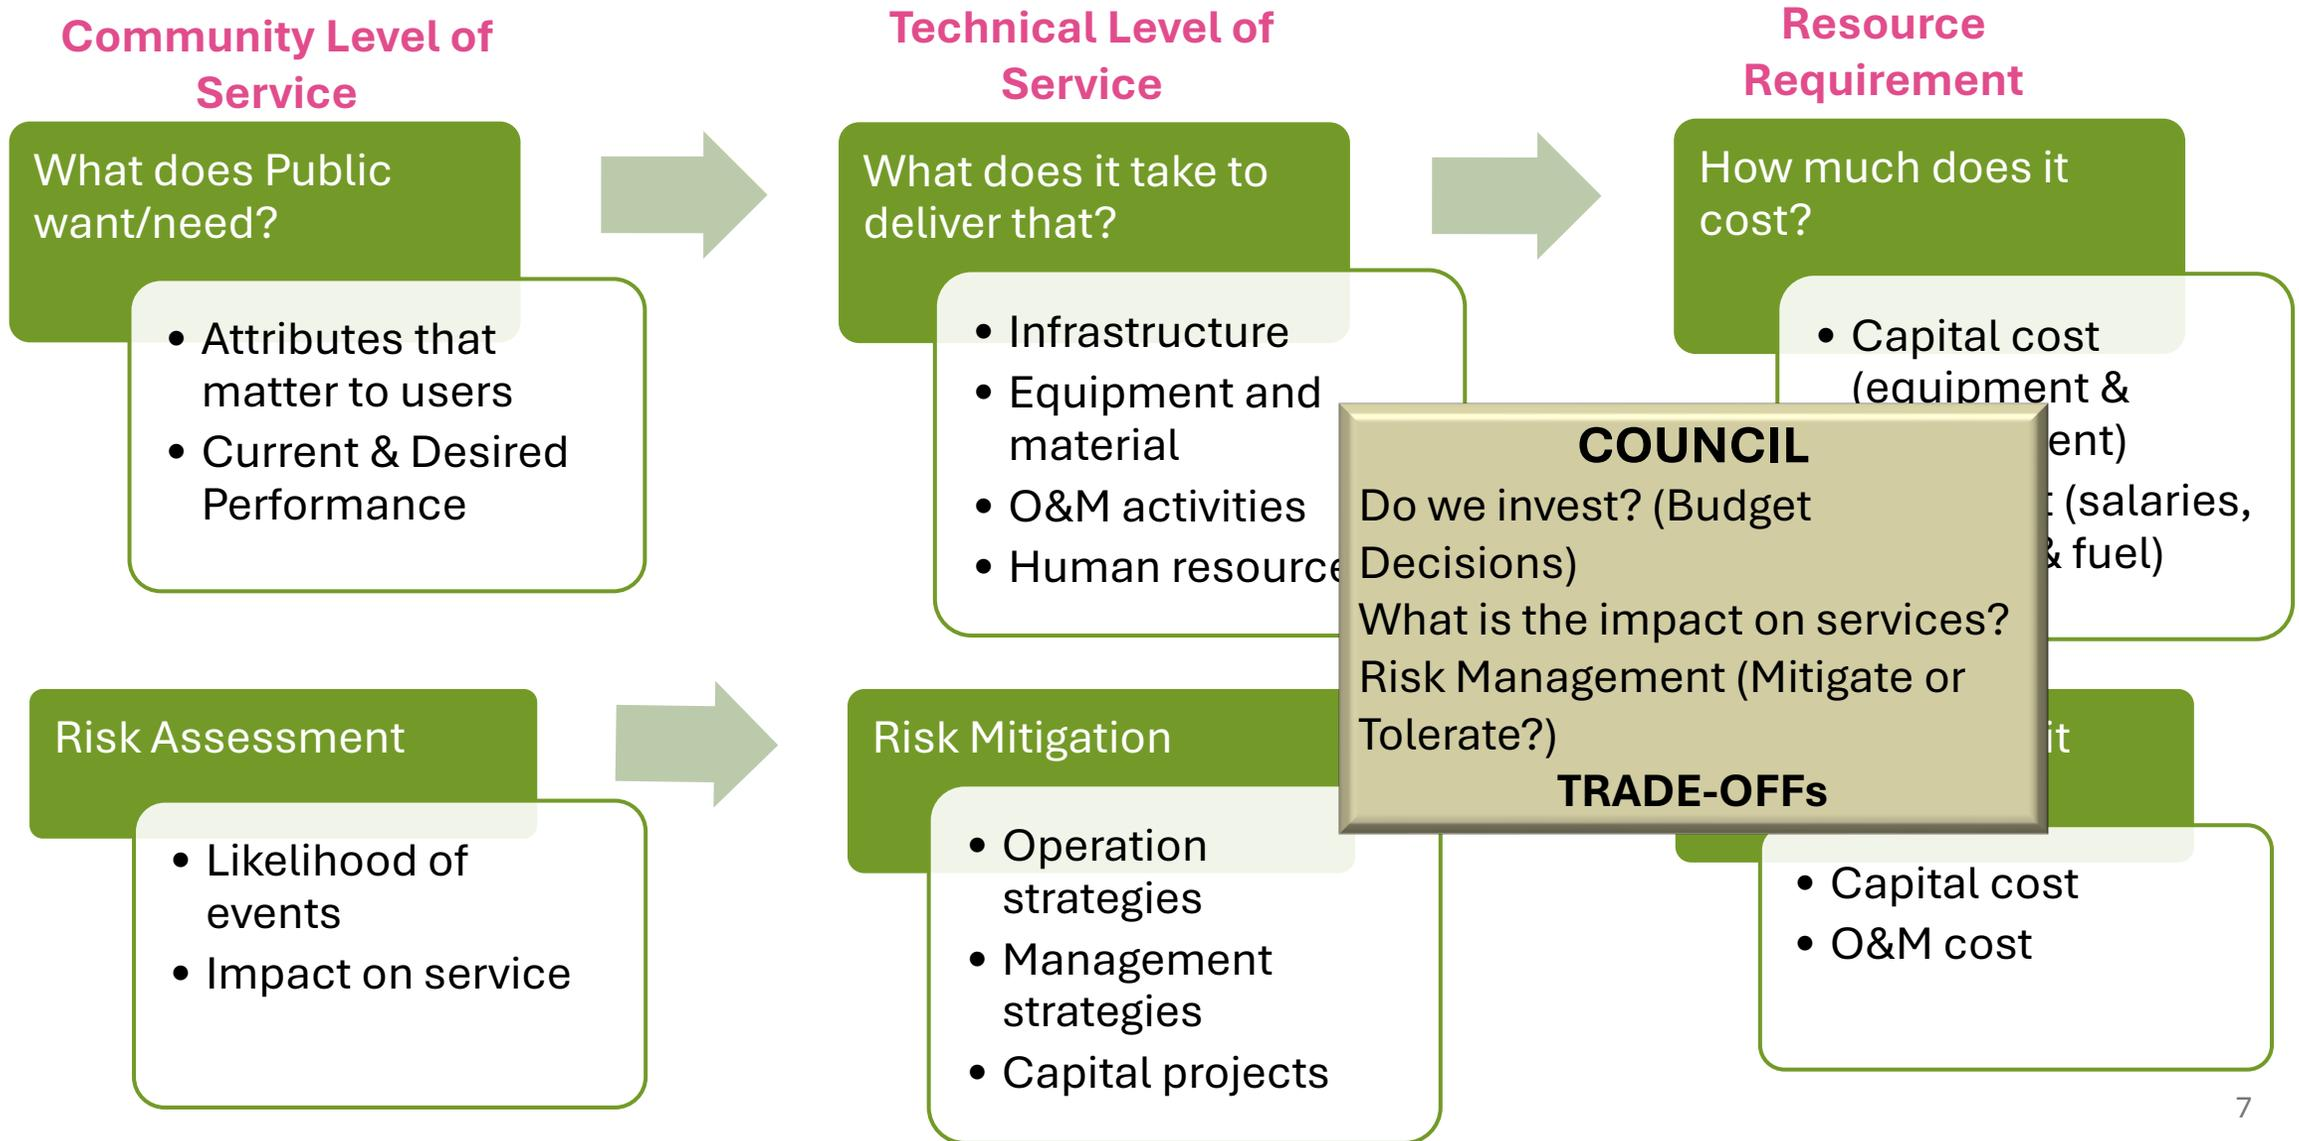 Community Level of
Service
Technical Level of
Service
Resource
Requirement
What does Public
want/need?
What does it take to
deliver that?
How much does it
cost?
• Attributes that
matter to users
• Current & Desired
Performance
• Infrastructure
• Equipment and
material
• O&M activities
• Human resource
• Capital cost
(equipment &
(salaries,
& fuel)
COUNCIL
Do we invest? (Budget
Decisions)
What is the impact on services?
Risk Management (Mitigate or
Tolerate?)
TRADE-OFFs
Risk Assessment
• Likelihood of
events
• Impact on service
Risk Mitigation
• Operation
strategies
• Management
strategies
• Capital projects
• Capital cost
• O&M cost
7